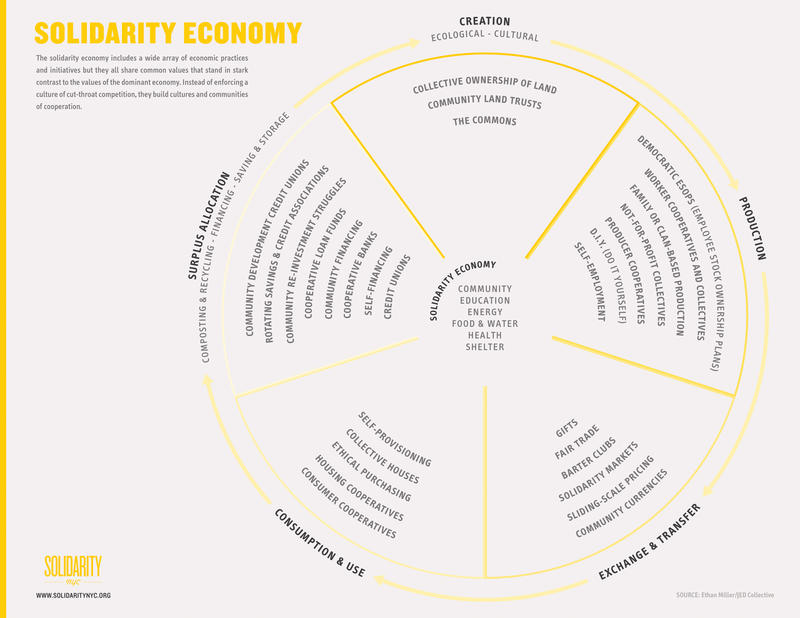 SOLIDARITY ECONOMY
The solidarity economy includes a wide array of economic practices
and initiatives but they all share common values that stand in stark
contrast to the values of the dominant economy. Instead of enforcing a
culture of cut-throat competition, they build cultures and communities
of cooperation.
CREATION
ECOLOGICAL - CULTURAL
COLLECTIVE OWNERSHIP OF LAND
COMMUNITY LAND TRUSTS
THE COMMONS
PRODUCTION
DEMOCRATIC ESOPS (EMPLOYEE STOCK OWNERSHIP PLANS)
WORKER COOPERATIVES AND COLLECTIVES
FAMILY OR CLAN-BASED PRODUCTION
NOT-FOR-PROFIT COLLECTIVES
PRODUCER COOPERATIVES
D.I.Y. (DO IT YOURSELF)
SELF-EMPLOYMENT
EXCHANGE & TRANSFER
GIFTS
FAIR TRADE
BARTER CLUBS
SOLIDARITY MARKETS
SLIDING-SCALE PRICING
COMMUNITY CURRENCIES
CONSUMPTION & USE
SELF-PROVISIONING
COLLECTIVE HOUSES
ETHICAL PURCHASING
HOUSING COOPERATIVES
CONSUMER COOPERATIVES
SURPLUS ALLOCATION
COMPOSTING & RECYCLING - FINANCING - SAVING & STORAGE
COMMUNITY DEVELOPMENT CREDIT UNIONS
ROTATING SAVINGS & CREDIT ASSOCIATIONS
COMMUNITY RE-INVESTMENT STRUGGLES
COOPERATIVE LOAN FUNDS
COMMUNITY FINANCING
COOPERATIVE BANKS
SELF-FINANCING
CREDIT UNIONS
SOLIDARITY ECONOMY
COMMUNITY
EDUCATION
ENERGY
FOOD & WATER
HEALTH
SHELTER
SOLIDARITY
nyc
WWW.SOLIDARITYNYC.ORG
SOURCE: Ethan Miller/JED Collective